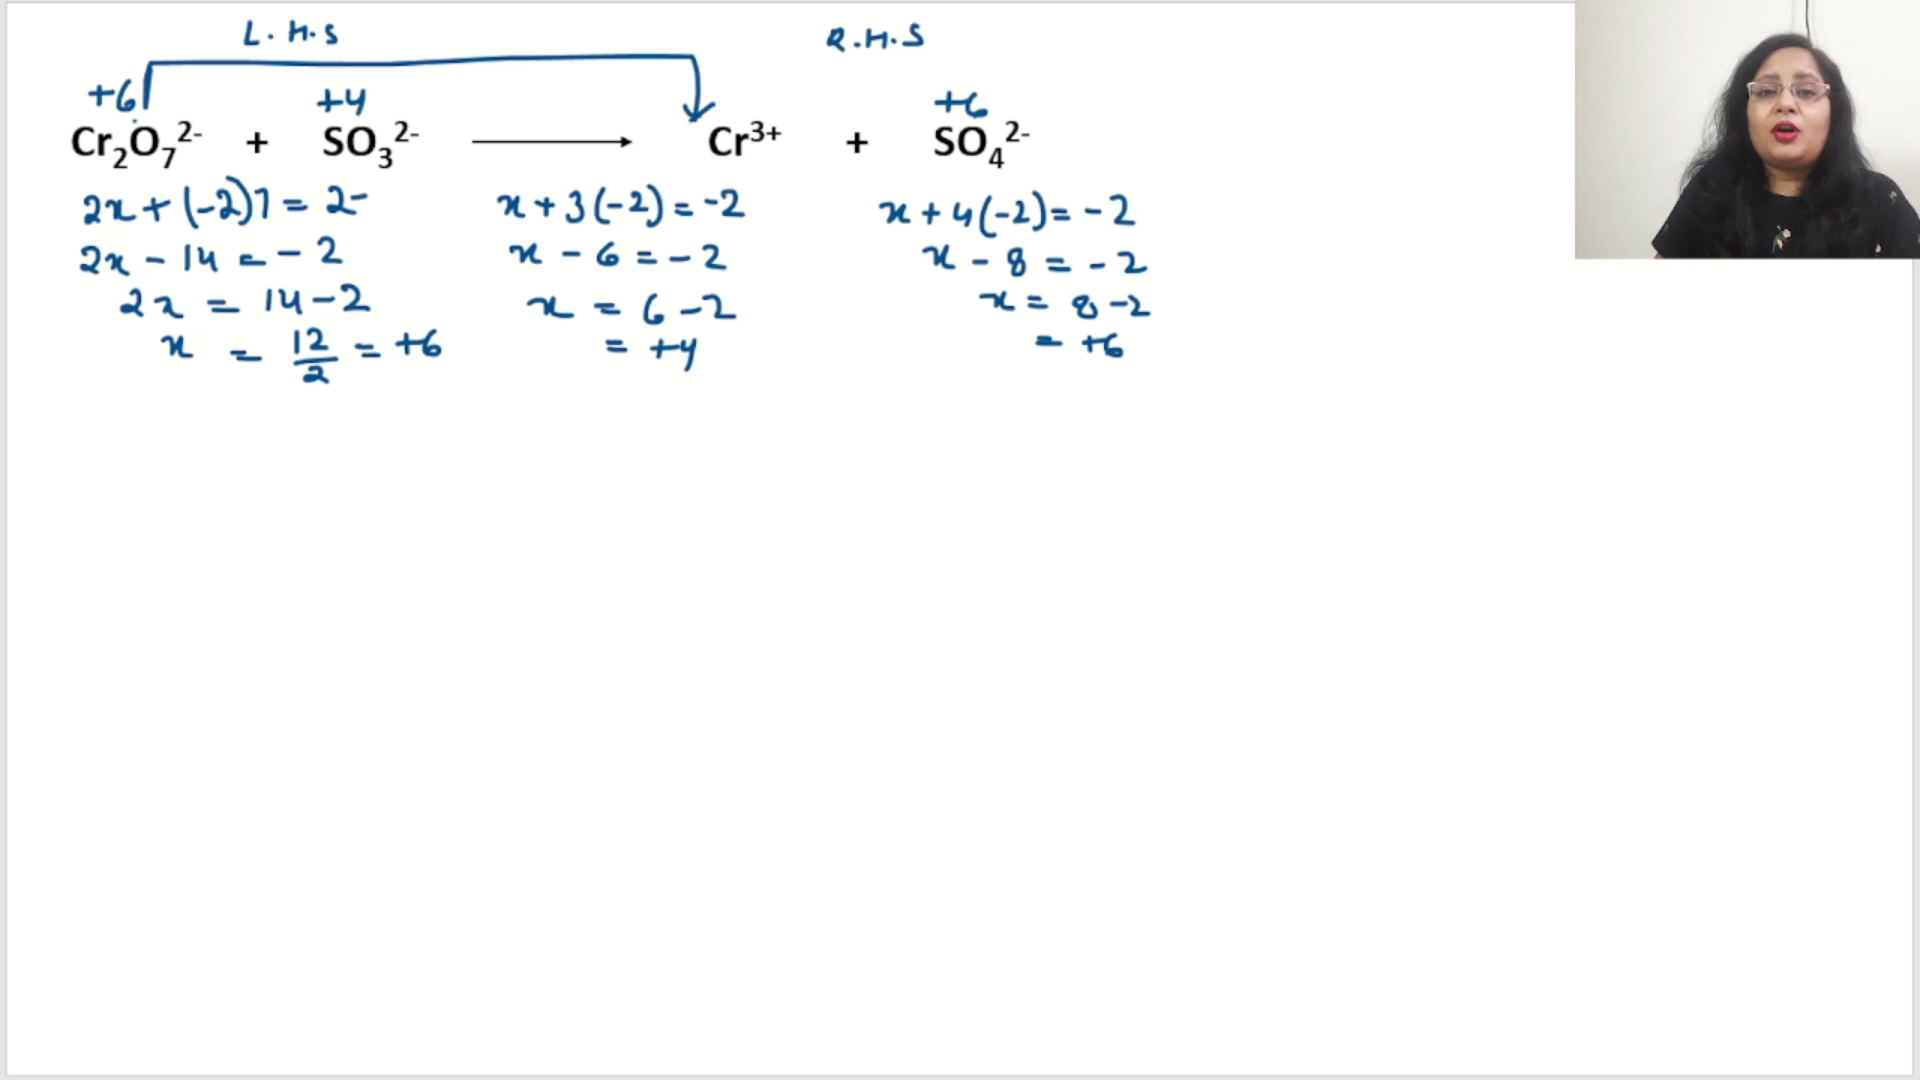 L.H.S R.H.S
+6 +4 +6
Cr₂O₇²⁻ + SO₃²⁻ ⟶ Cr³⁺ + SO₄²⁻
2x + (-2)7 = 2- x + 3(-2) = -2 x + 4(-2) = -2
2x - 14 = - 2 x - 6 = - 2 x - 8 = - 2
2x = 14 - 2 x = 6 - 2 x = 8 - 2
x = 12/2 = +6 = +4 = +6